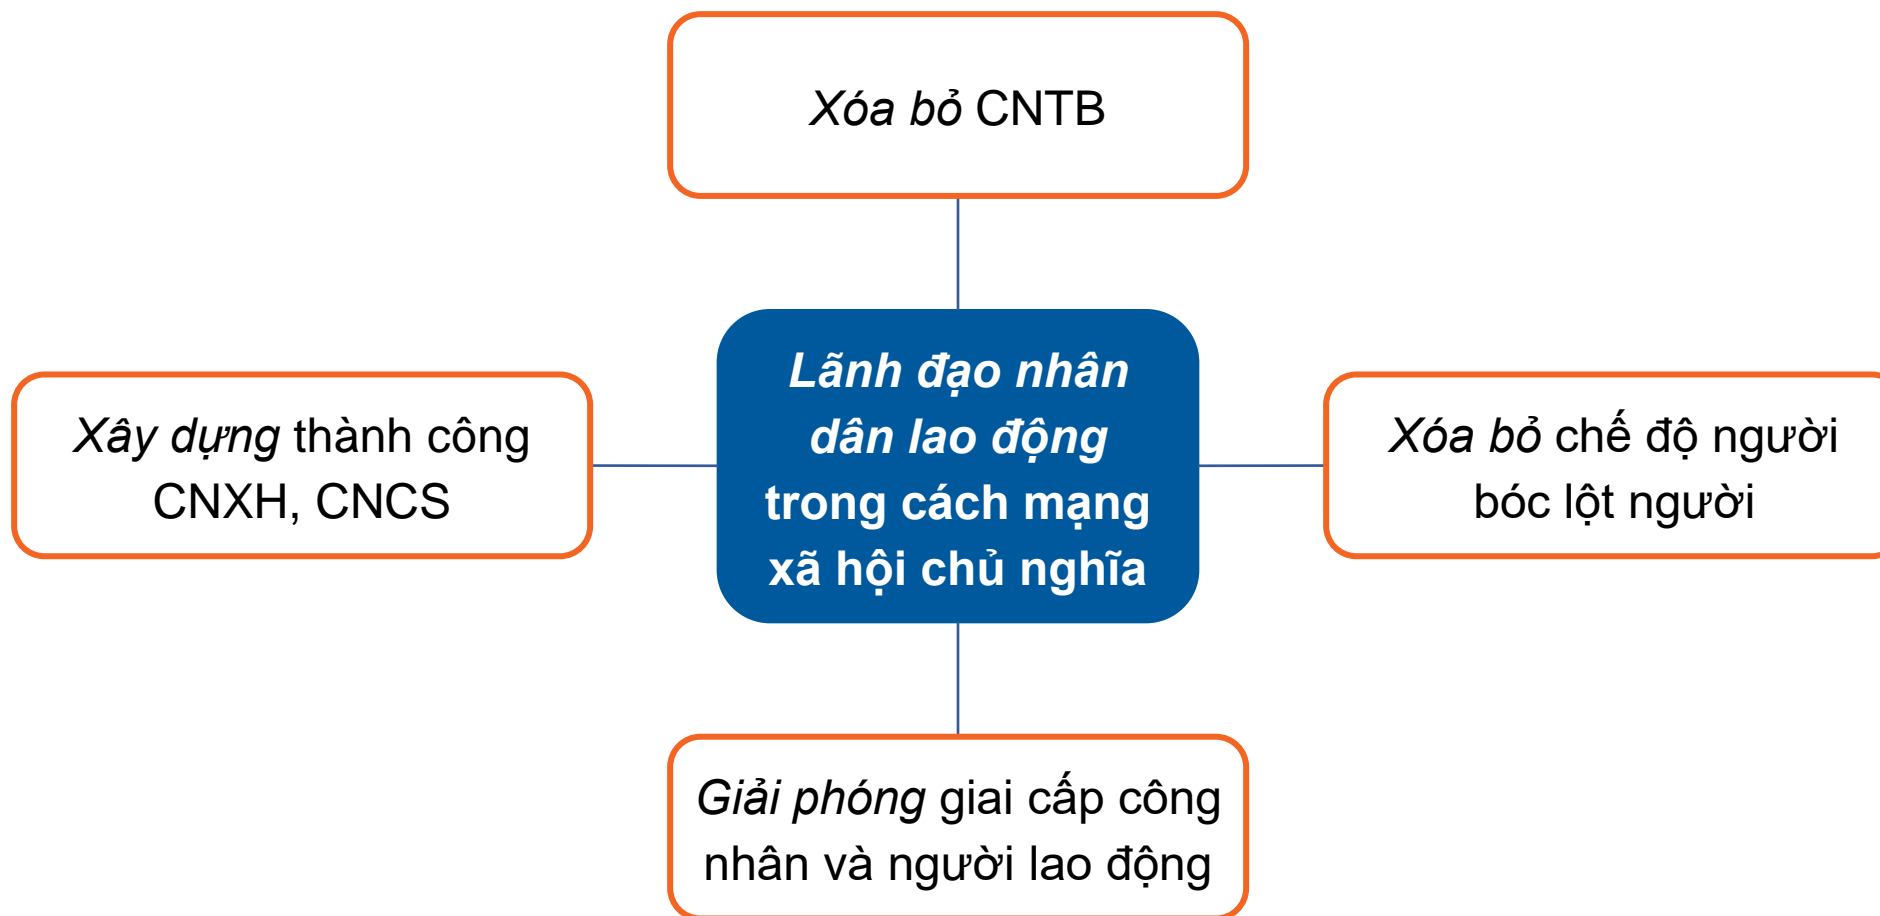 Xóa bỏ CNTB
Xây dựng thành công
CNXH, CNCS
Lãnh đạo nhân
dân lao động
trong cách mạng
xã hội chủ nghĩa
Xóa bỏ chế độ người
bóc lột người
Giải phóng giai cấp công
nhân và người lao động